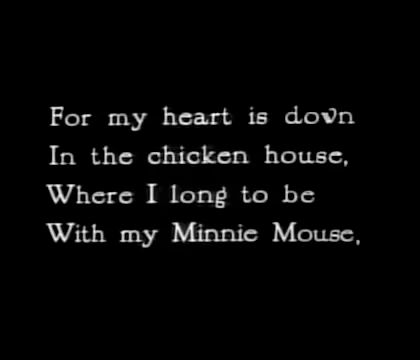 For my heart is down
In the chicken house,
Where I long to be
With my Minnie Mouse,